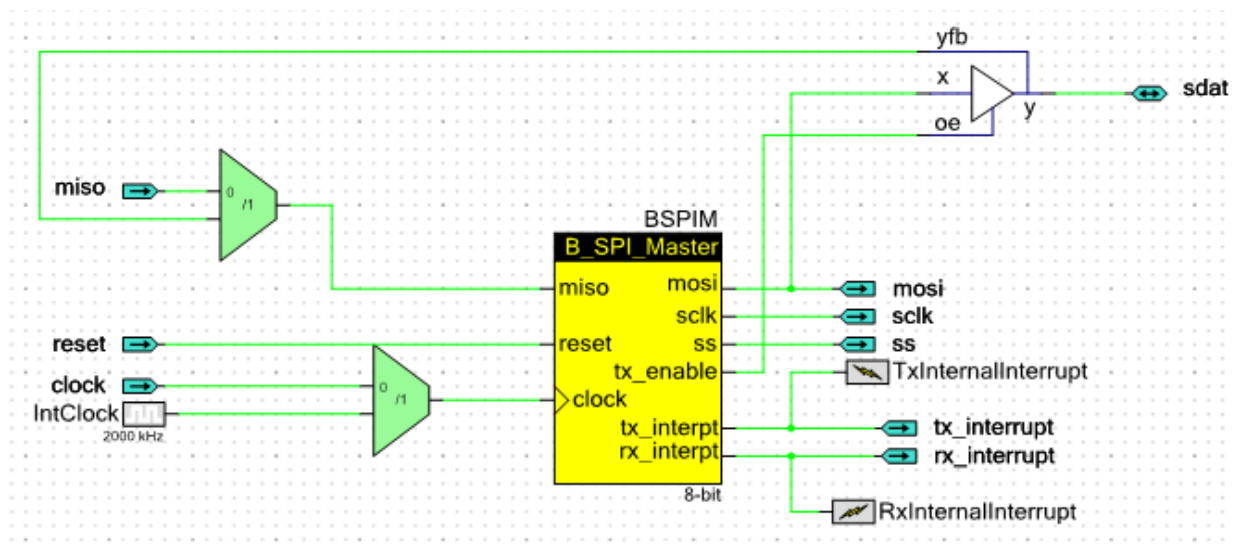 yfb
x
sdat
y
oe
miso
0
/1
BSPIM
B_SPI_Master
miso
mosi
mosi
sclk
sclk
reset
reset
ss
ss
tx_enable
TxInternalInterrupt
clock
0
/1
clock
IntClock
2000 kHz
tx_interpt
tx_interrupt
rx_interpt
rx_interrupt
8-bit
RxInternalInterrupt